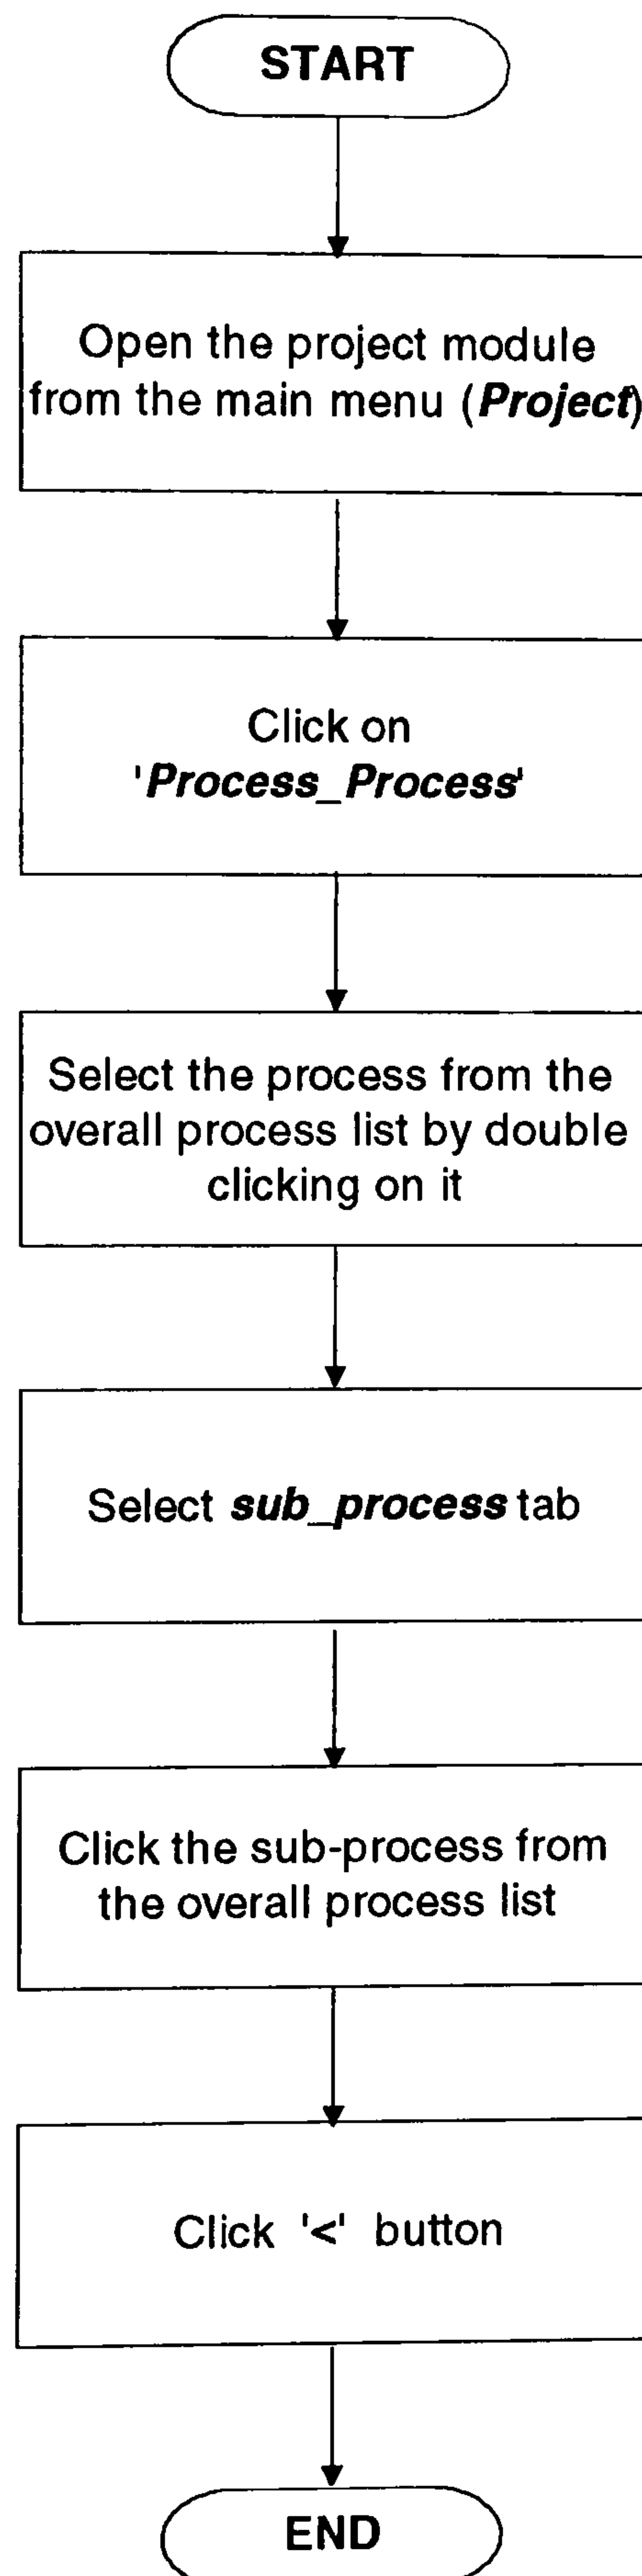 START
Open the project module
from the main menu (Project)
Click on
'Process_Process'
Select the process from the
overall process list by double
clicking on it
Select sub_process tab
Click the sub-process from
the overall process list
Click '<' button
END